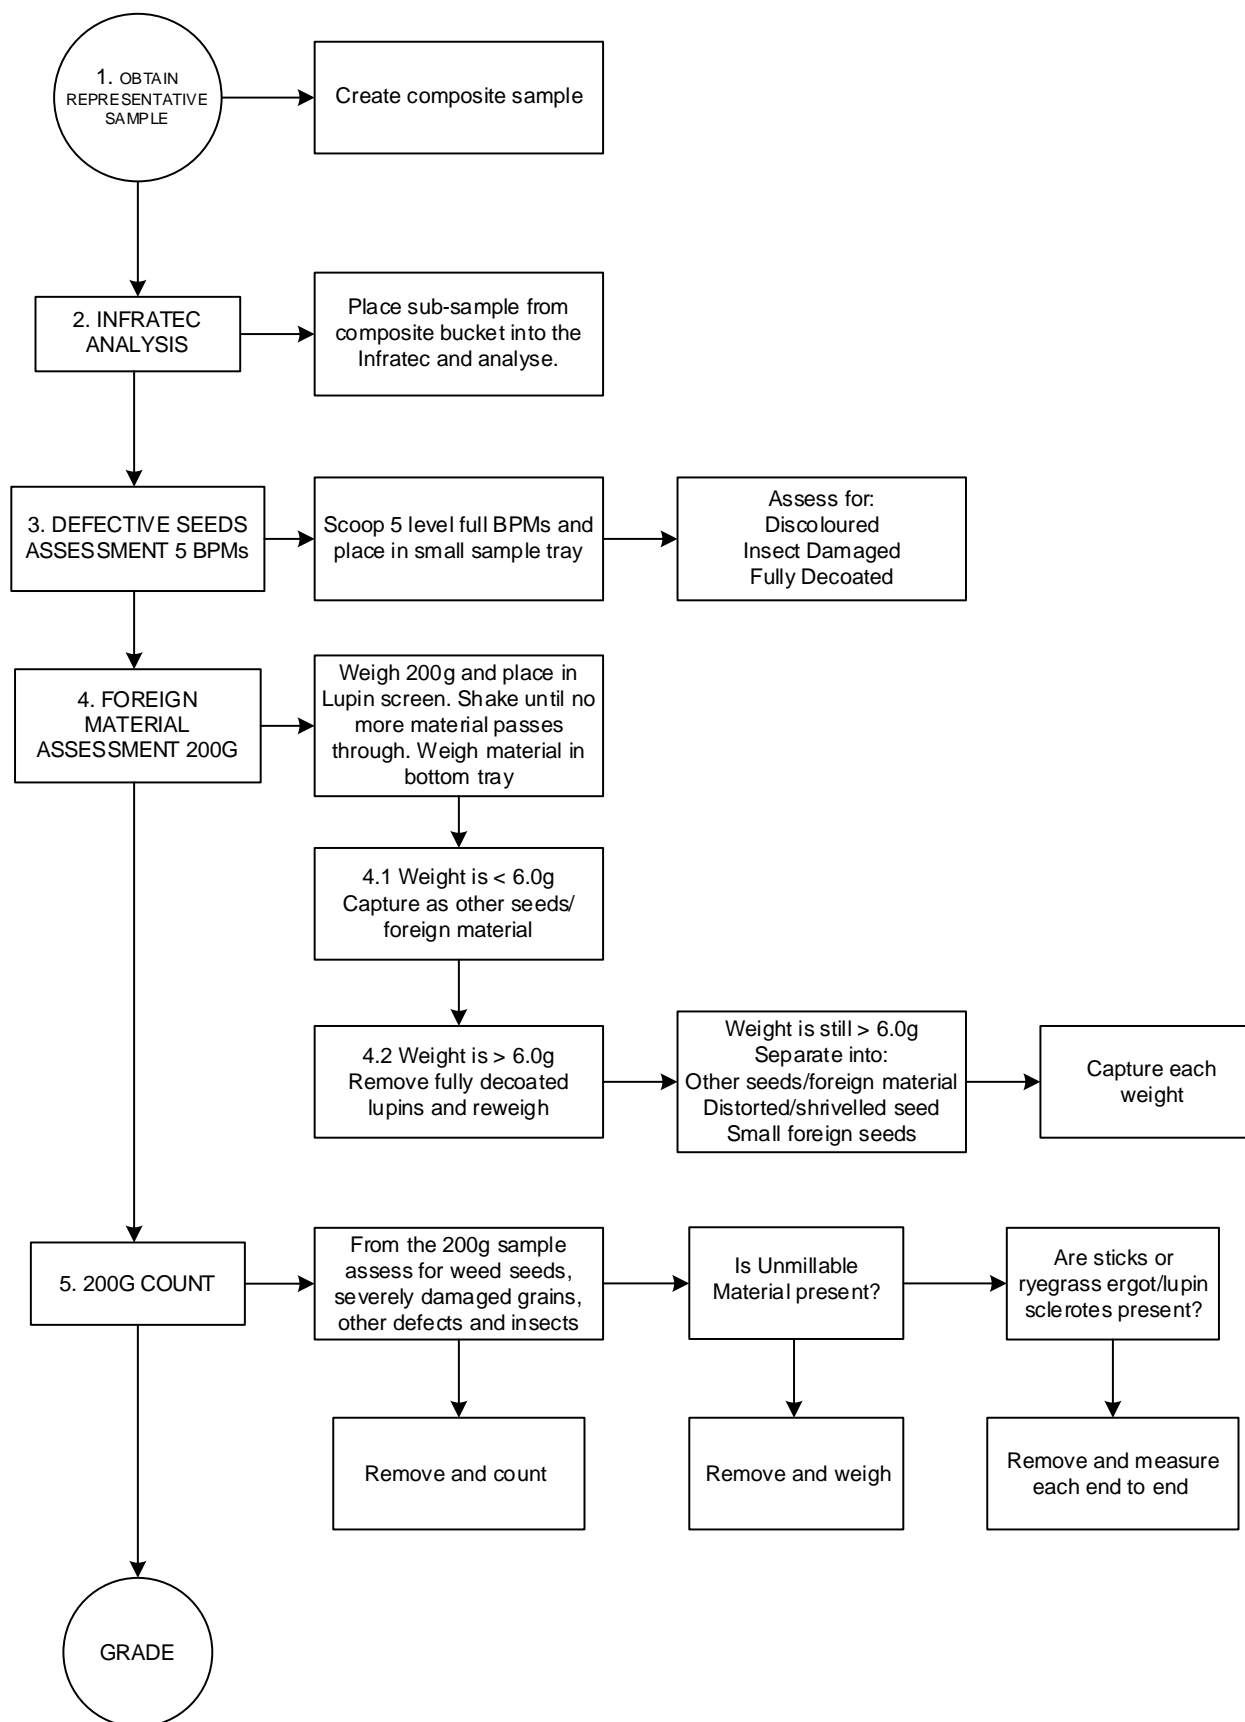 1. OBTAIN
REPRESENTATIVE
SAMPLE
Create composite sample
2. INFRATEC
ANALYSIS
Place sub-sample from
composite bucket into the
Infratec and analyse.
3. DEFECTIVE SEEDS
ASSESSMENT 5 BPMs
Scoop 5 level full BPMs and
place in small sample tray
Assess for:
Discoloured
Insect Damaged
Fully Decoated
4. FOREIGN
MATERIAL
ASSESSMENT 200G
Weigh 200g and place in
Lupin screen. Shake until no
more material passes
through. Weigh material in
bottom tray
4.1 Weight is < 6.0g
Capture as other seeds/
foreign material
4.2 Weight is > 6.0g
Remove fully decoated
lupins and reweigh
Weight is still > 6.0g
Separate into:
Other seeds/foreign material
Distorted/shrivelled seed
Small foreign seeds
Capture each
weight
5. 200G COUNT
From the 200g sample
assess for weed seeds,
severely damaged grains,
other defects and insects
Is Unmillable
Material present?
Are sticks or
ryegrass ergot/lupin
sclerotes present?
Remove and count
Remove and weigh
Remove and measure
each end to end
GRADE